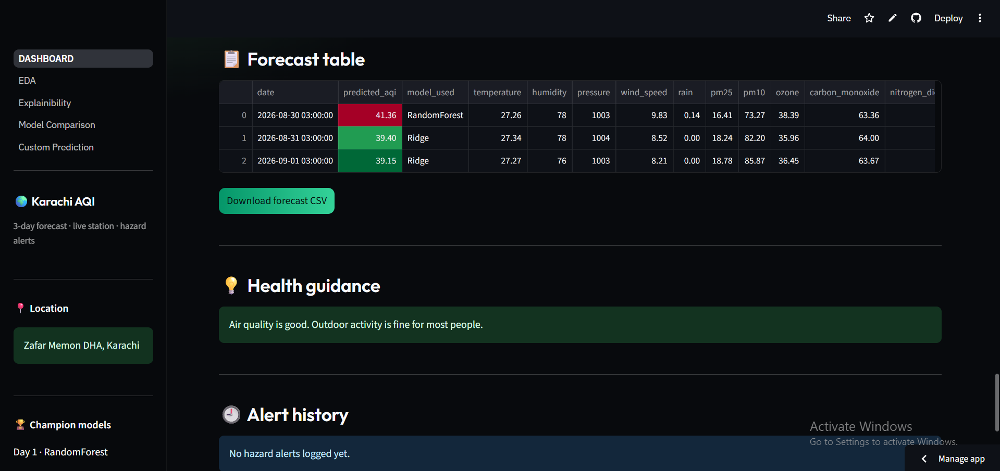 Share Deploy
DASHBOARD
EDA
Explainibility
Model Comparison
Custom Prediction
Karachi AQI
3-day forecast · live station · hazard
alerts
Location
Zafar Memon DHA, Karachi
Champion models
Day 1 · RandomForest
Forecast table
date predicted_aqi model_used temperature humidity pressure wind_speed rain pm25 pm10 ozone carbon_monoxide nitrogen_di
0 2026-08-30 03:00:00 41.36 RandomForest 27.26 78 1003 9.83 0.14 16.41 73.27 38.39 63.36
1 2026-08-31 03:00:00 39.40 Ridge 27.34 78 1004 8.52 0.00 18.24 82.20 35.96 64.00
2 2026-09-01 03:00:00 39.15 Ridge 27.27 76 1003 8.21 0.00 18.78 85.87 36.45 63.67
Download forecast CSV
Health guidance
Air quality is good. Outdoor activity is fine for most people.
Alert history
No hazard alerts logged yet.
Activate Windows
Go to Settings to activate Windows.
Manage app